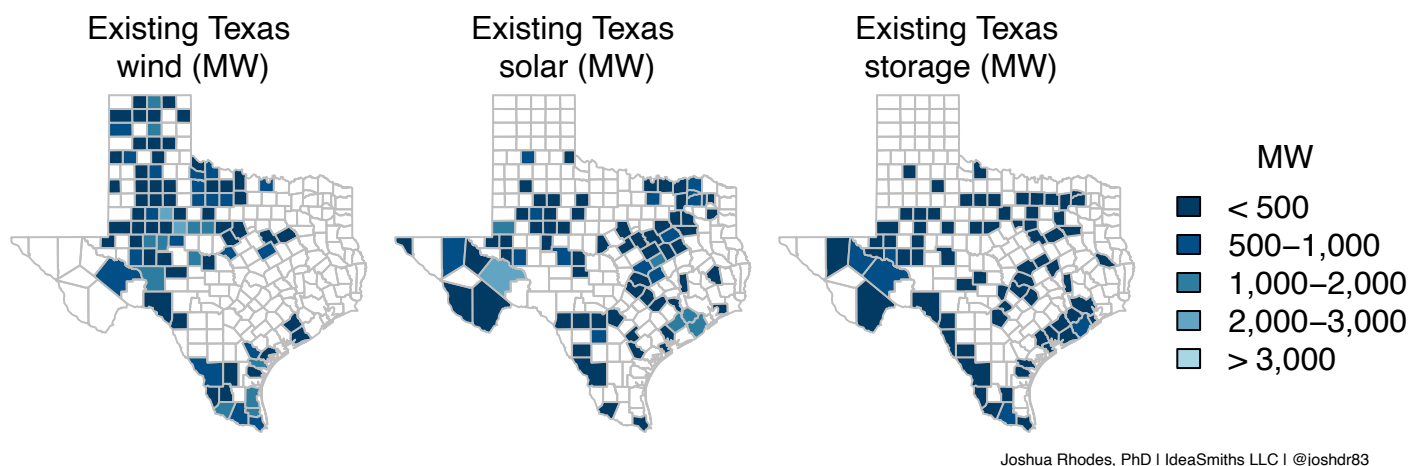 Existing Texas
wind (MW)
Existing Texas
solar (MW)
Existing Texas
storage (MW)
MW
< 500
500–1,000
1,000–2,000
2,000–3,000
> 3,000
Joshua Rhodes, PhD | IdeaSmiths LLC | @joshdr83